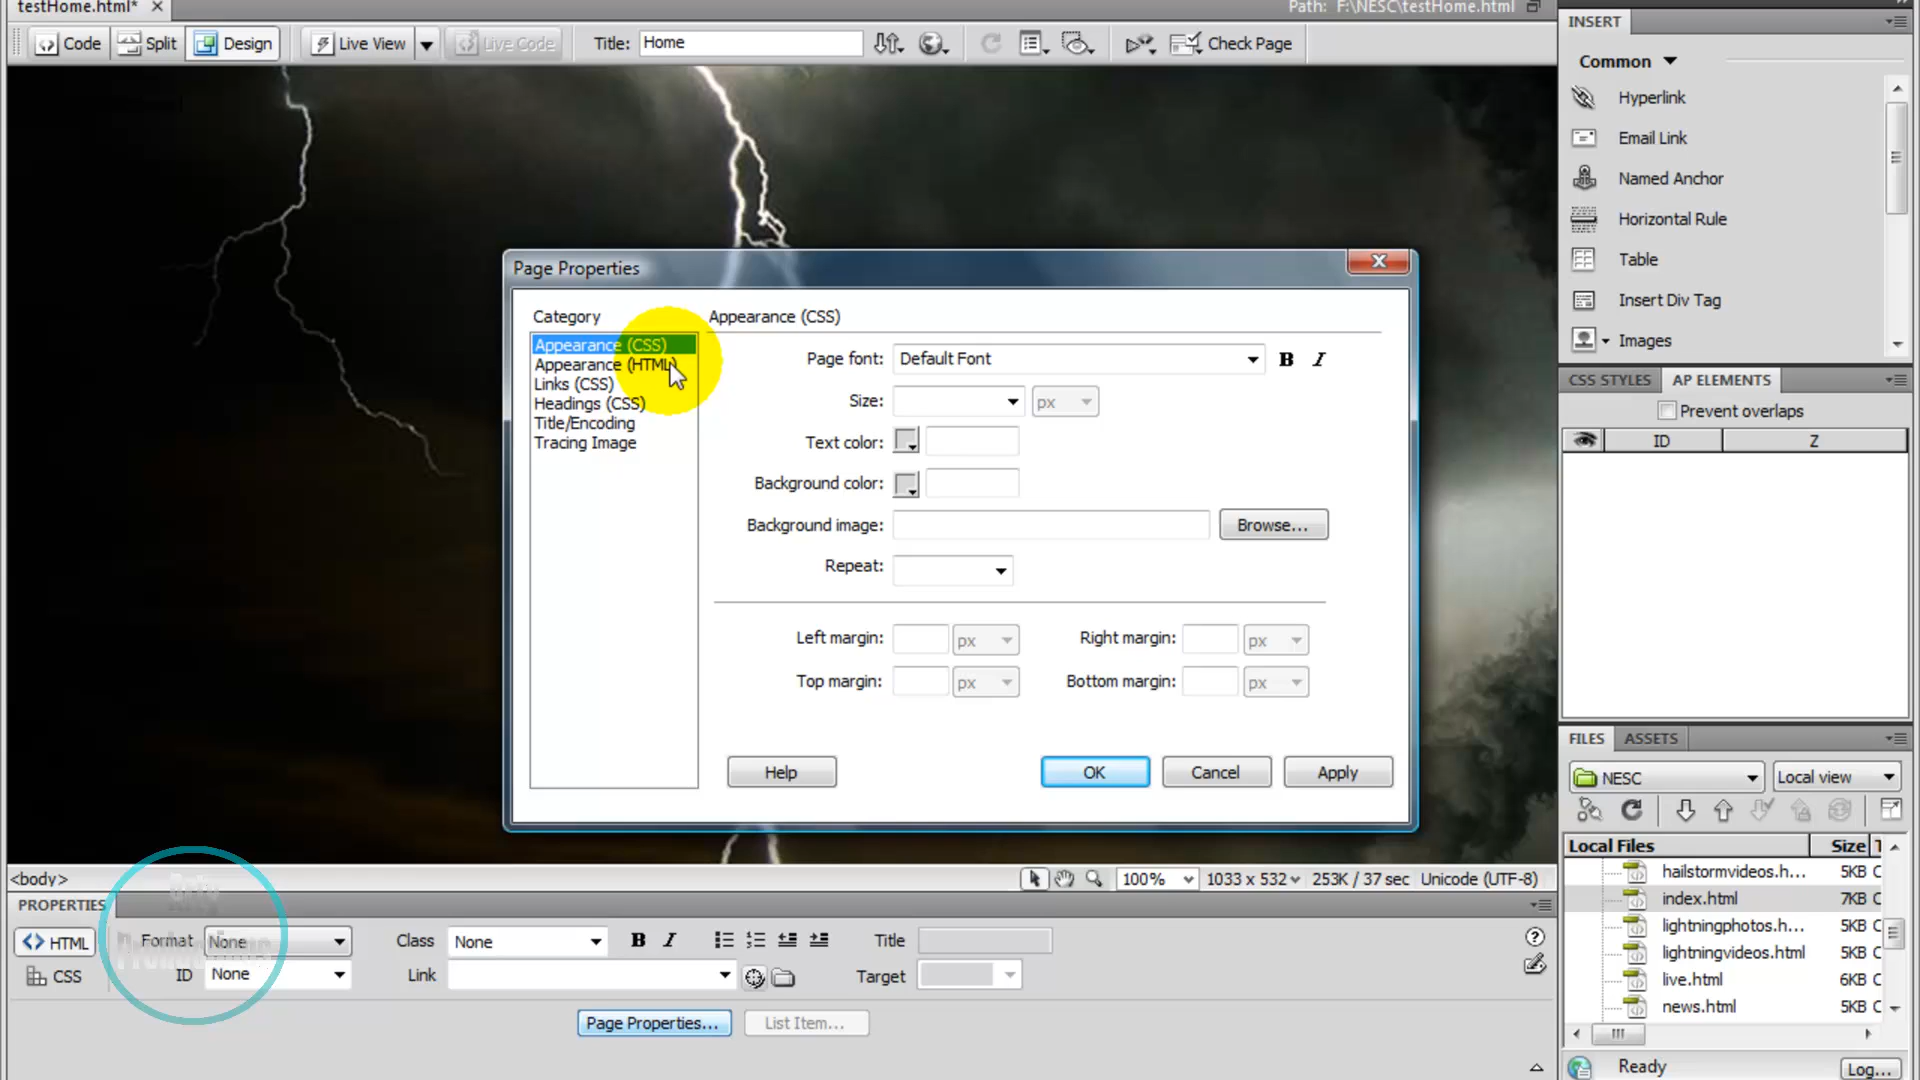 testHome.html*
Path: F:\NESC\testHome.html
Code Split Design Live View Live Code Title: Home Check Page
INSERT
Common
Hyperlink
Email Link
Named Anchor
Horizontal Rule
Table
Insert Div Tag
Images
Page Properties
Category
Appearance (CSS)
Appearance (HTML)
Links (CSS)
Headings (CSS)
Title/Encoding
Tracing Image
Appearance (CSS)
Page font: Default Font B I
Size: px
Text color:
Background color:
Background image: Browse...
Repeat:
Left margin: px Right margin: px
Top margin: px Bottom margin: px
Help OK Cancel Apply
CSS STYLES AP ELEMENTS
Prevent overlaps
ID Z
FILES ASSETS
NESC Local view
Local Files Size T
hailstormvideos.h... 5KB C
index.html 7KB C
lightningphotos.h... 5KB C
lightningvideos.html 5KB C
live.html 6KB C
news.html 5KB C
Ready Log...
<body> 100% 1033 x 532 253K / 37 sec Unicode (UTF-8)
PROPERTIES
HTML Format None Class None B I Title
CSS ID None Link Target
Page Properties... List Item...